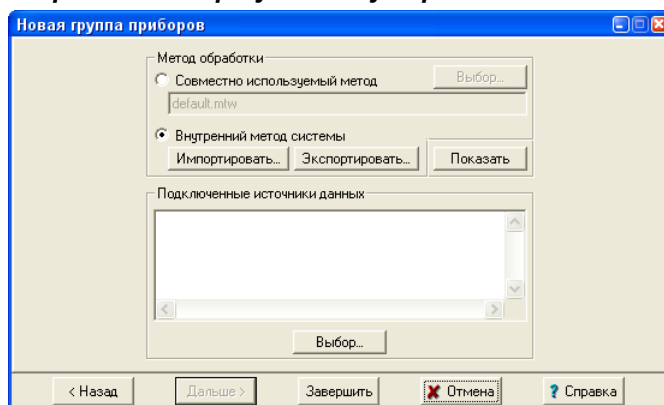 Новая группа приборов
Метод обработки
Совместно используемый метод
Выбор...
default.mtw
Внутренний метод системы
Импортировать... Экспортировать... Показать
Подключенные источники данных
Выбор...
< Назад Дальше > Завершить Отмена ? Справка